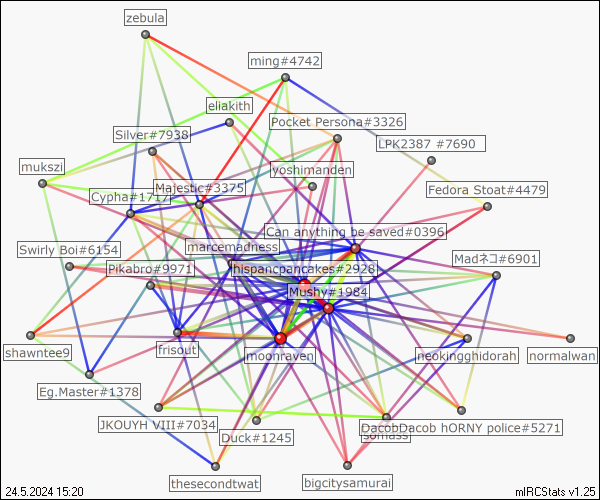 zebula
ming#4742
eliakith
Pocket Persona#3326
Silver#7938
LPK2387 #7690
mukszi
yoshimanden
Majestic#3375
Cypha#1717
Fedora Stoat#4479
Can anything be saved#0396
marcemadness
Swirly Boi#6154
Madネコ#6901
Pikabro#9971
hispancpancakes#2928
Mushy#1984
shawntee9
frisout
moonraven
neokingghidorah
normalwan
Eg.Master#1378
JKOUYH VIII#7034
DacobDacob hORNY police#5271
Duck#1245
somass
thesecondtwat
bigcitysamurai
24.5.2024 15:20
mIRCStats v1.25